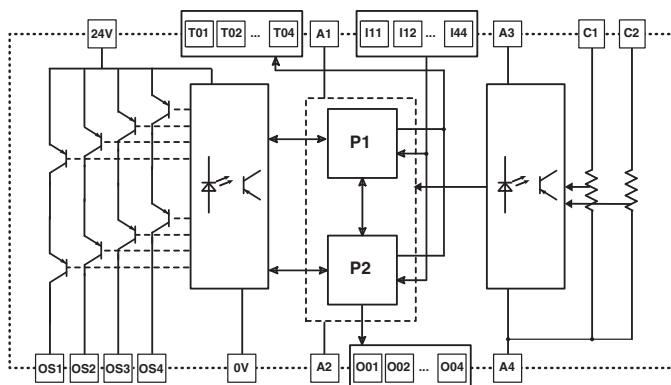 24V T01 T02 ... T04 A1 I11 I12 ... I44 A3 C1 C2
P1
P2
OS1 OS2 OS3 OS4 0V A2 O01 O02 ... O04 A4